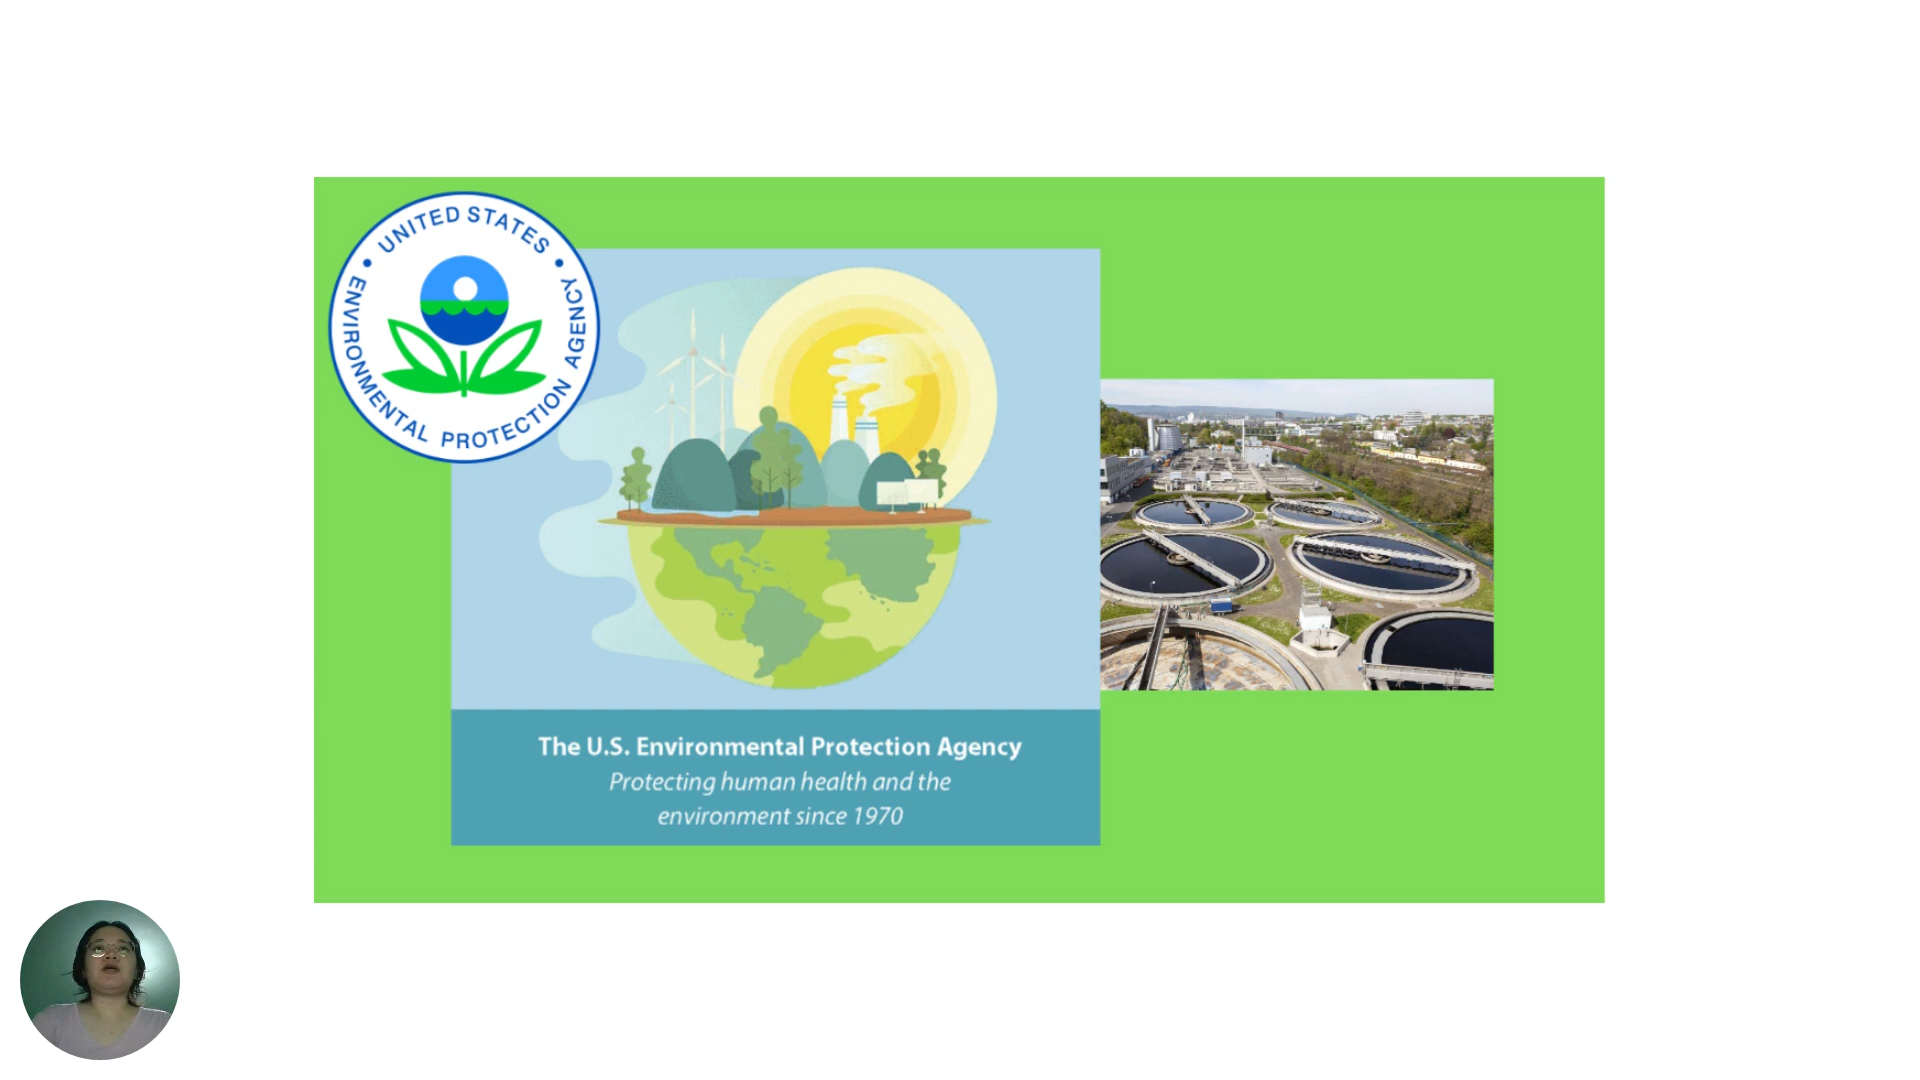 UNITED STATES
ENVIRONMENTAL PROTECTION AGENCY
The U.S. Environmental Protection Agency
Protecting human health and the
environment since 1970